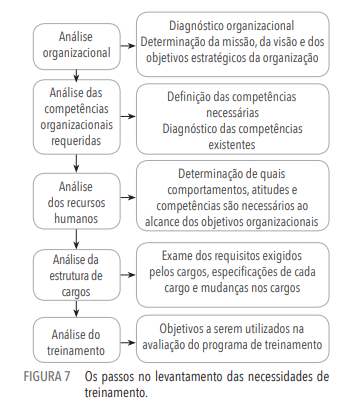 Análise
organizacional
Diagnóstico organizacional
Determinação da missão, da visão e dos
objetivos estratégicos da organização
Análise das
competências
organizacionais
requeridas
Definição das competências
necessárias
Diagnóstico das competências
existentes
Análise
dos recursos
humanos
Determinação de quais
comportamentos, atitudes e
competências são necessários ao
alcance dos objetivos organizacionais
Análise da
estrutura de
cargos
Exame dos requisitos exigidos
pelos cargos, especificações de cada
cargo e mudanças nos cargos
Análise do
treinamento
Objetivos a serem utilizados na
avaliação do programa de treinamento
FIGURA 7 Os passos no levantamento das necessidades de
treinamento.